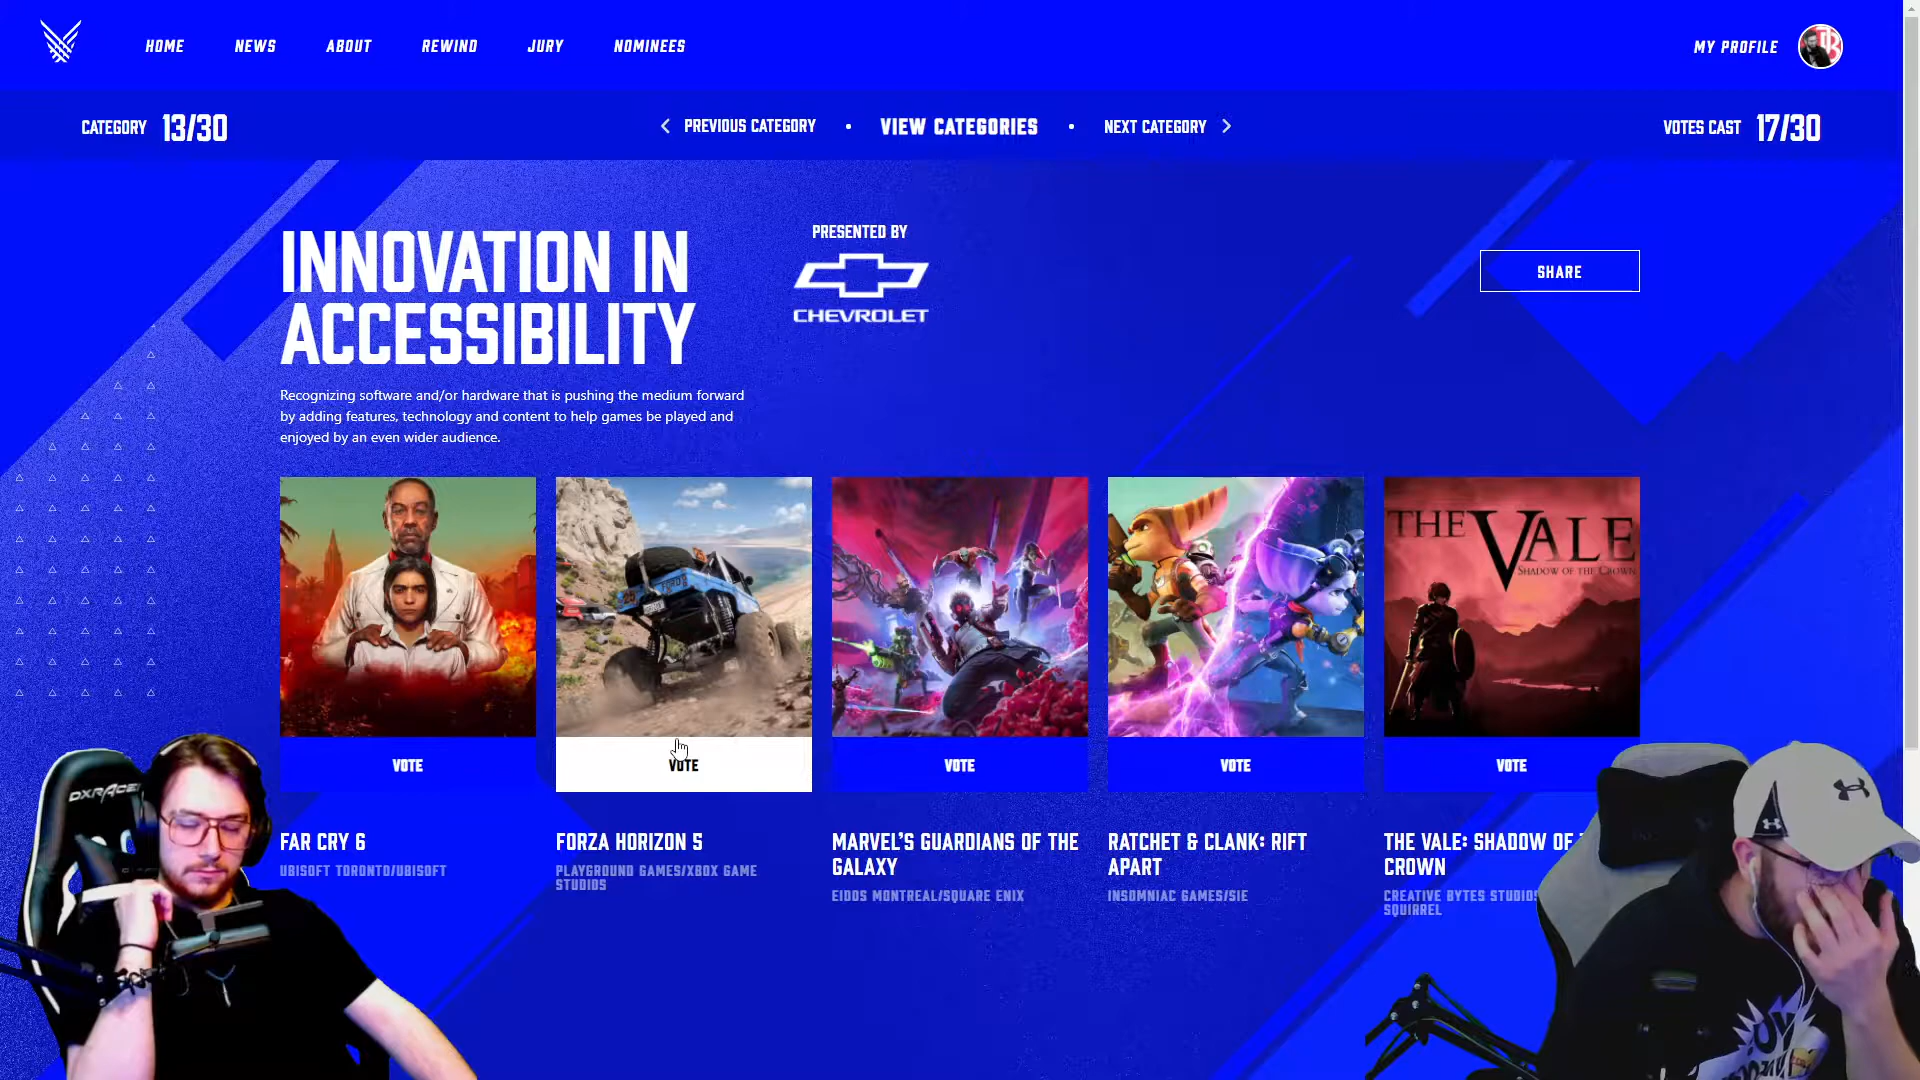 HOME
NEWS
ABOUT
REWIND
JURY
NOMINEES
MY PROFILE
CATEGORY 13/30
PREVIOUS CATEGORY
VIEW CATEGORIES
NEXT CATEGORY
VOTES CAST 17/30
INNOVATION IN
ACCESSIBILITY
PRESENTED BY
CHEVROLET
SHARE
Recognizing software and/or hardware that is pushing the medium forward
by adding features, technology and content to help games be played and
enjoyed by an even wider audience.
THE VALE
SHADOW OF THE CROWN
VOTE
VOTE
VOTE
VOTE
VOTE
FAR CRY 6
UBISOFT TORONTO/UBISOFT
FORZA HORIZON 5
PLAYGROUND GAMES/XBOX GAME
STUDIOS
MARVEL'S GUARDIANS OF THE
GALAXY
EIDOS MONTREAL/SQUARE ENIX
RATCHET & CLANK: RIFT
APART
INSOMNIAC GAMES/SIE
THE VALE: SHADOW OF
CROWN
CREATIVE BYTES STUDIOS
SQUIRREL